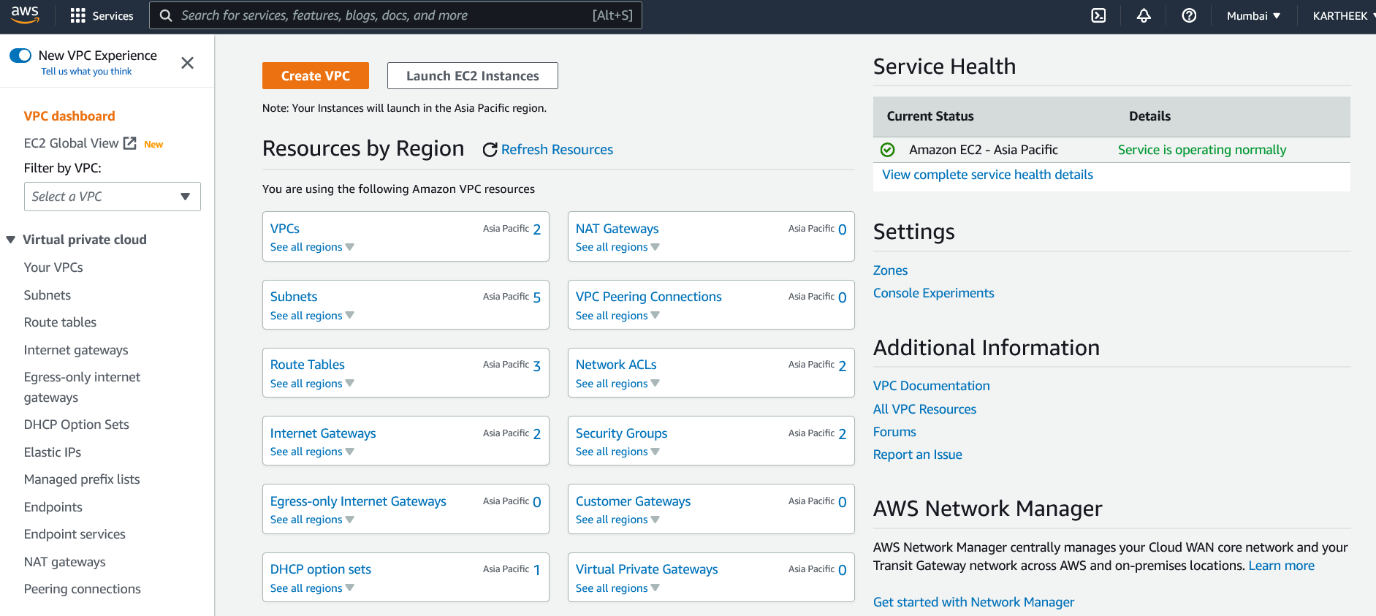 aws
Services
Search for services, features, blogs, docs, and more
[Alt+S]
Mumbai
KARTHEEK
New VPC Experience
Tell us what you think
VPC dashboard
EC2 Global View
New
Filter by VPC:
Select a VPC
Virtual private cloud
Your VPCs
Subnets
Route tables
Internet gateways
Egress-only internet
gateways
DHCP Option Sets
Elastic IPs
Managed prefix lists
Endpoints
Endpoint services
NAT gateways
Peering connections
Create VPC
Launch EC2 Instances
Note: Your Instances will launch in the Asia Pacific region.
Resources by Region
Refresh Resources
You are using the following Amazon VPC resources
VPCs Asia Pacific 2
See all regions
NAT Gateways Asia Pacific 0
See all regions
Subnets Asia Pacific 5
See all regions
VPC Peering Connections Asia Pacific 0
See all regions
Route Tables Asia Pacific 3
See all regions
Network ACLs Asia Pacific 2
See all regions
Internet Gateways Asia Pacific 2
See all regions
Security Groups Asia Pacific 2
See all regions
Egress-only Internet Gateways Asia Pacific 0
See all regions
Customer Gateways Asia Pacific 0
See all regions
DHCP option sets Asia Pacific 1
See all regions
Virtual Private Gateways Asia Pacific 0
See all regions
Service Health
Current Status Details
Amazon EC2 - Asia Pacific Service is operating normally
View complete service health details
Settings
Zones
Console Experiments
Additional Information
VPC Documentation
All VPC Resources
Forums
Report an Issue
AWS Network Manager
AWS Network Manager centrally manages your Cloud WAN core network and your
Transit Gateway network across AWS and on-premises locations. Learn more
Get started with Network Manager